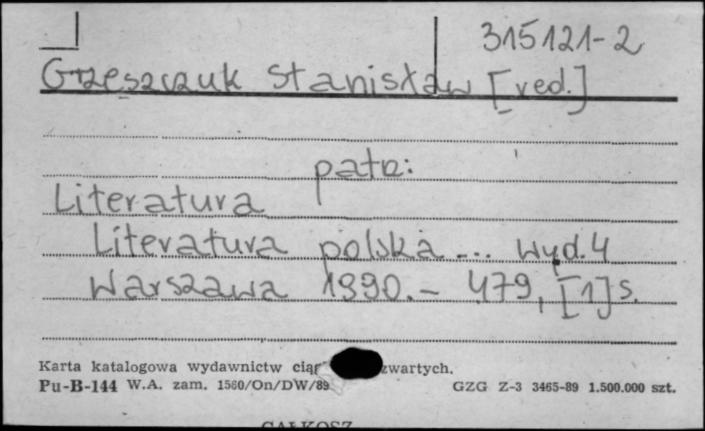 315121-2
Grzeszczuk Stanisław [red.]
patrz:
Literatura
Literatura polska ... wyd. 4
Warszawa 1990.- 479, [1] s.
Karta katalogowa wydawnictw zwartych.
Pu-B-144 W.A. zam. 1560/On/DW/89 GZG Z-3 3465-89 1.500.000 szt.